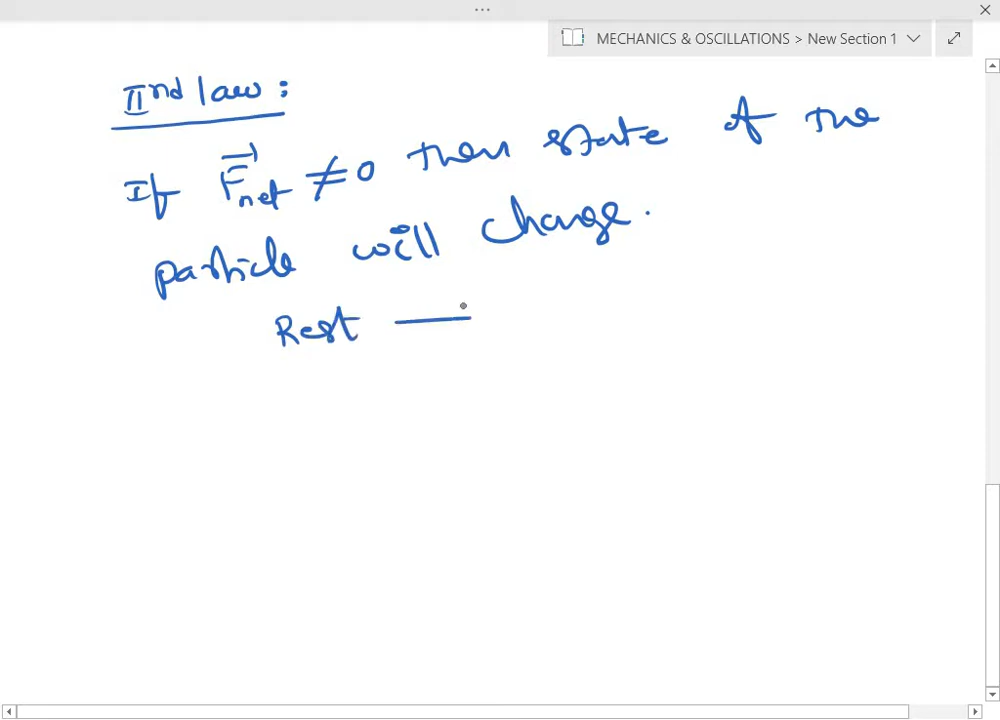 ...
MECHANICS & OSCILLATIONS > New Section 1
IInd law:
If F⃗net ≠0 then state of the
particle will change.
Rest —